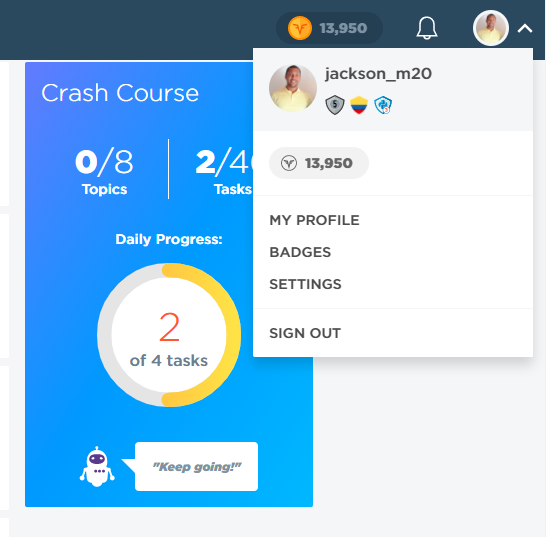 13,950
jackson_m20
$
13,950
MY PROFILE
BADGES
SETTINGS
SIGN OUT
Crash Course
0/8
Topics
2/4
Tasks
Daily Progress:
2
of 4 tasks
"Keep going!"